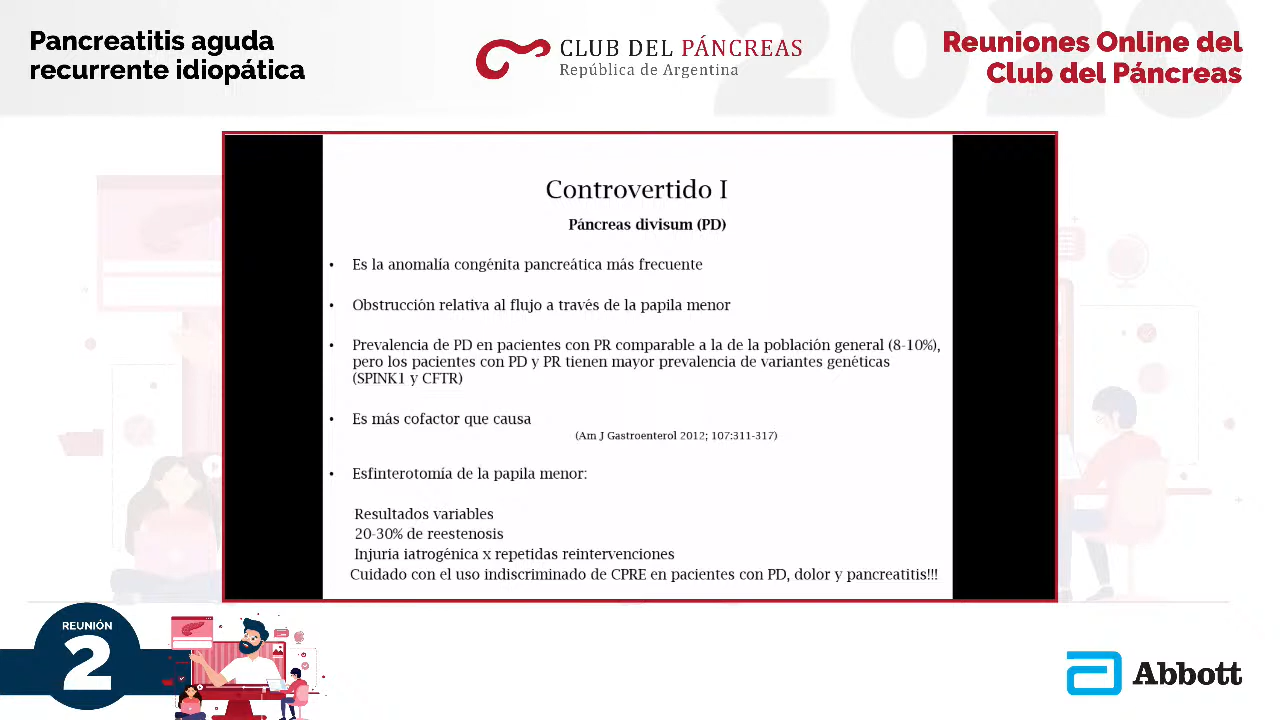 Pancreatitis aguda
recurrente idiopática
CLUB DEL PÁNCREAS
República de Argentina
2020
Reuniones Online del
Club del Páncreas
Controvertido I
Páncreas divisum (PD)
• Es la anomalía congénita pancreática más frecuente
• Obstrucción relativa al flujo a través de la papila menor
• Prevalencia de PD en pacientes con PR comparable a la de la población general (8-10%),
pero los pacientes con PD y PR tienen mayor prevalencia de variantes genéticas
(SPINK1 y CFTR)
• Es más cofactor que causa
(Am J Gastroenterol 2012; 107:311-317)
• Esfinterotomía de la papila menor:
Resultados variables
20-30% de reestenosis
Injuria iatrogénica x repetidas reintervenciones
Cuidado con el uso indiscriminado de CPRE en pacientes con PD, dolor y pancreatitis!!!
REUNIÓN
2
Abbott